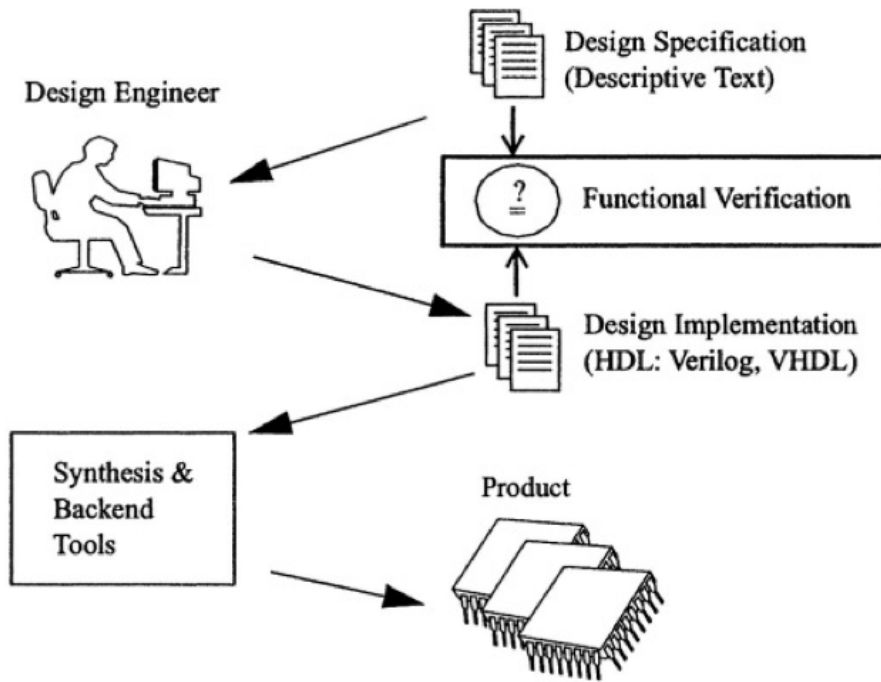 Design Specification
(Descriptive Text)
Design Engineer
?
=
Functional Verification
Design Implementation
(HDL: Verilog, VHDL)
Synthesis &
Backend
Tools
Product